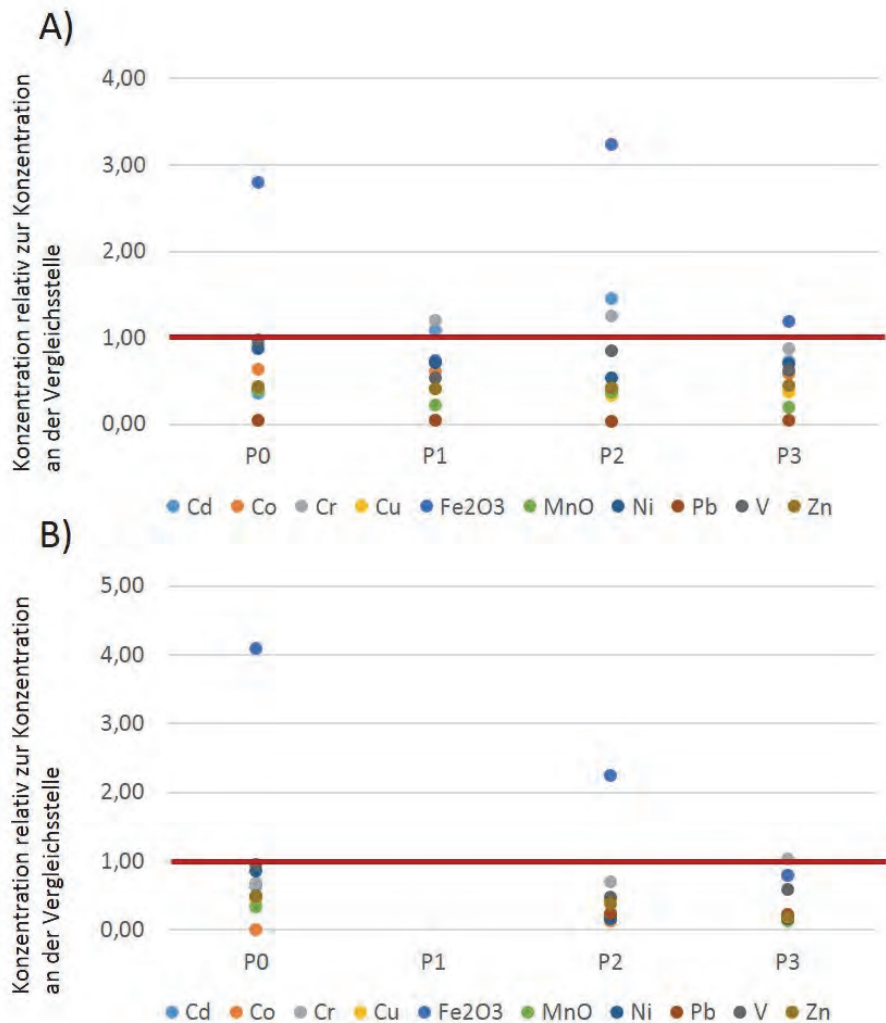 A)
Konzentration relativ zur Konzentration
an der Vergleichsstelle
4,00
3,00
2,00
1,00
0,00
P0 P1 P2 P3
Cd Co Cr Cu Fe2O3 MnO Ni Pb V Zn
B)
Konzentration relativ zur Konzentration
an der Vergleichsstelle
5,00
4,00
3,00
2,00
1,00
0,00
P0 P1 P2 P3
Cd Co Cr Cu Fe2O3 MnO Ni Pb V Zn